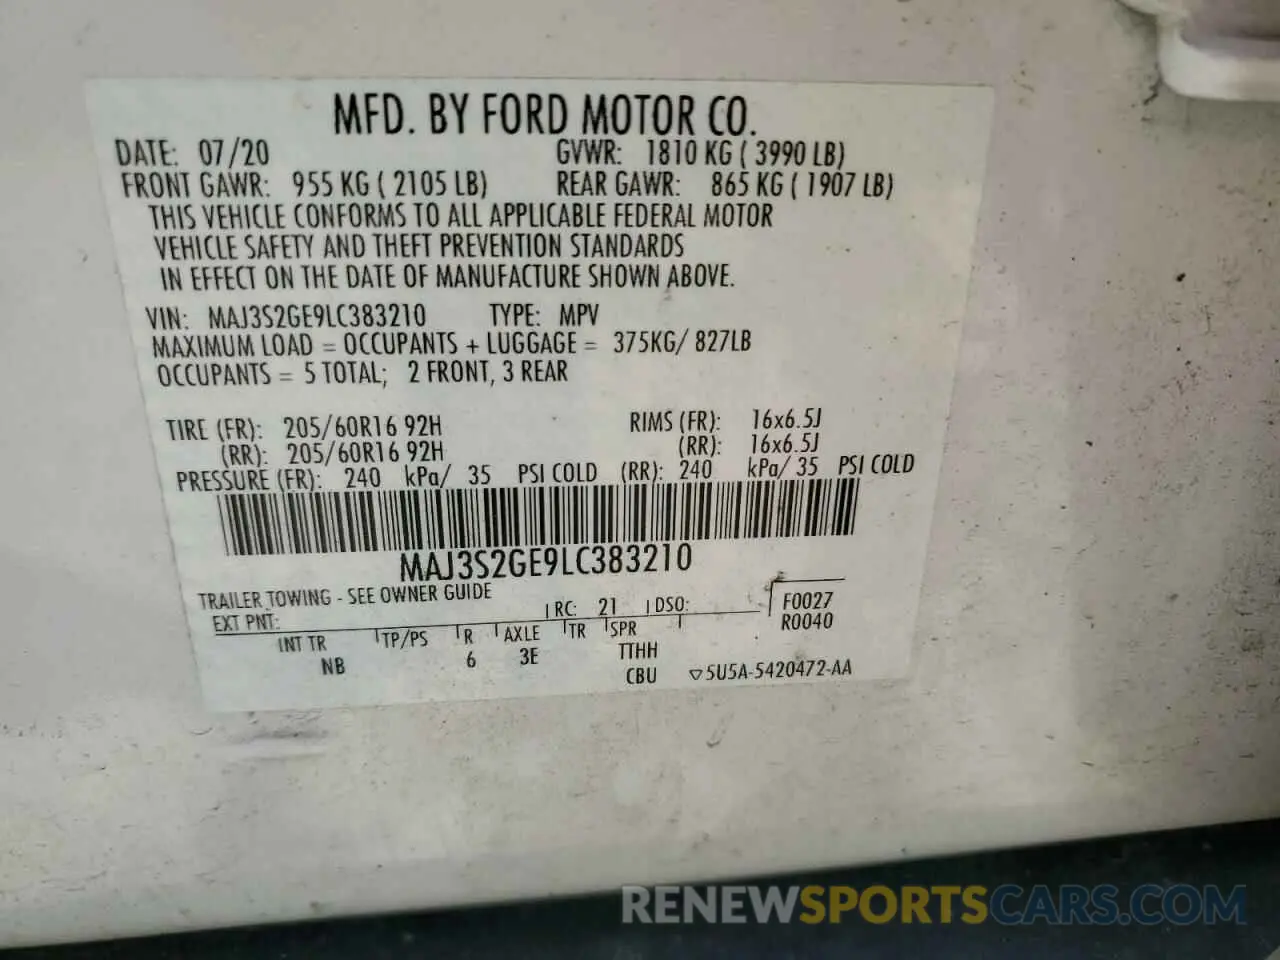 MFD. BY FORD MOTOR CO.
DATE: 07/20 GVWR: 1810 KG ( 3990 LB)
FRONT GAWR: 955 KG ( 2105 LB) REAR GAWR: 865 KG ( 1907 LB)
THIS VEHICLE CONFORMS TO ALL APPLICABLE FEDERAL MOTOR
VEHICLE SAFETY AND THEFT PREVENTION STANDARDS
IN EFFECT ON THE DATE OF MANUFACTURE SHOWN ABOVE.
VIN: MAJ3S2GE9LC383210 TYPE: MPV
MAXIMUM LOAD = OCCUPANTS + LUGGAGE = 375KG/ 827LB
OCCUPANTS = 5 TOTAL; 2 FRONT, 3 REAR
TIRE (FR): 205/60R16 92H RIMS (FR): 16x6.5J
(RR): 205/60R16 92H (RR): 16x6.5J
PRESSURE (FR): 240 kPa/ 35 PSI COLD (RR): 240 kPa/ 35 PSI COLD
MAJ3S2GE9LC383210
TRAILER TOWING - SEE OWNER GUIDE
EXT PNT: RC: 21 DSO: F0027
R0040
INT TR TP/PS R AXLE TR SPR
NB 6 3E TTHH
CBU ▽5U5A-5420472-AA
RENEWSPORTSCARS.COM